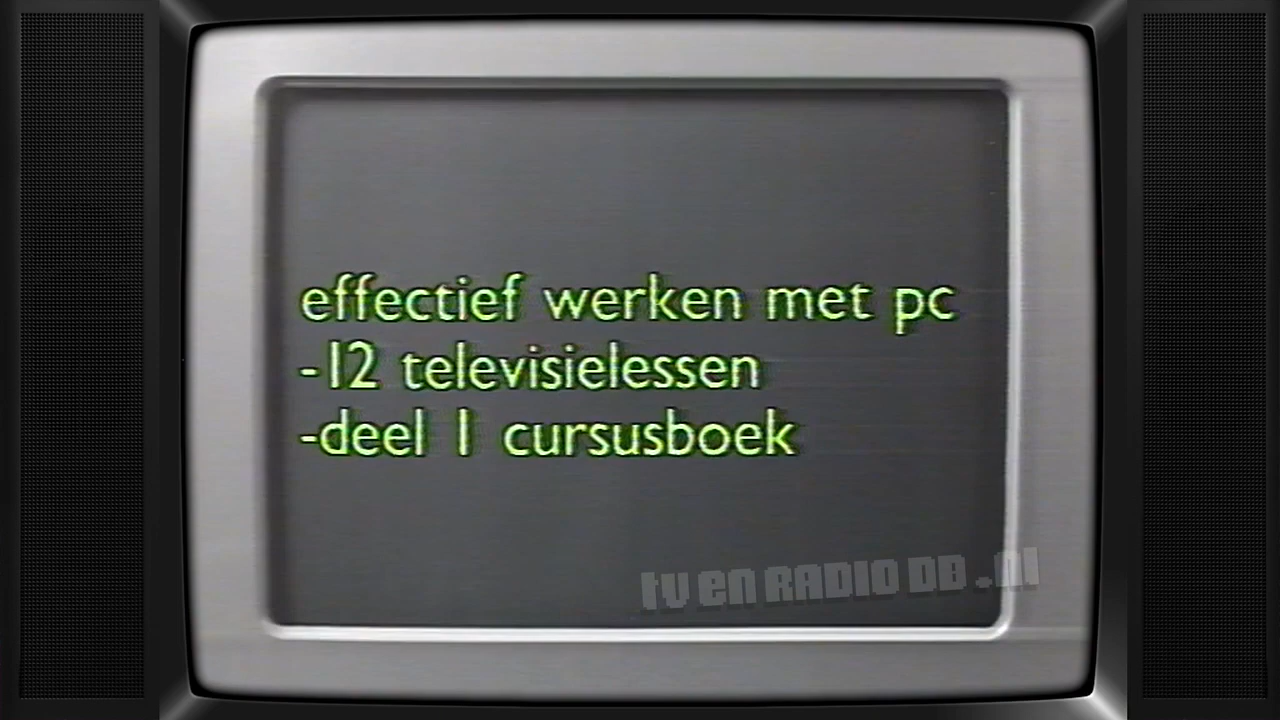 effectief werken met pc
-12 televisielessen
-deel 1 cursusboek
tv en RADIO DB .nl